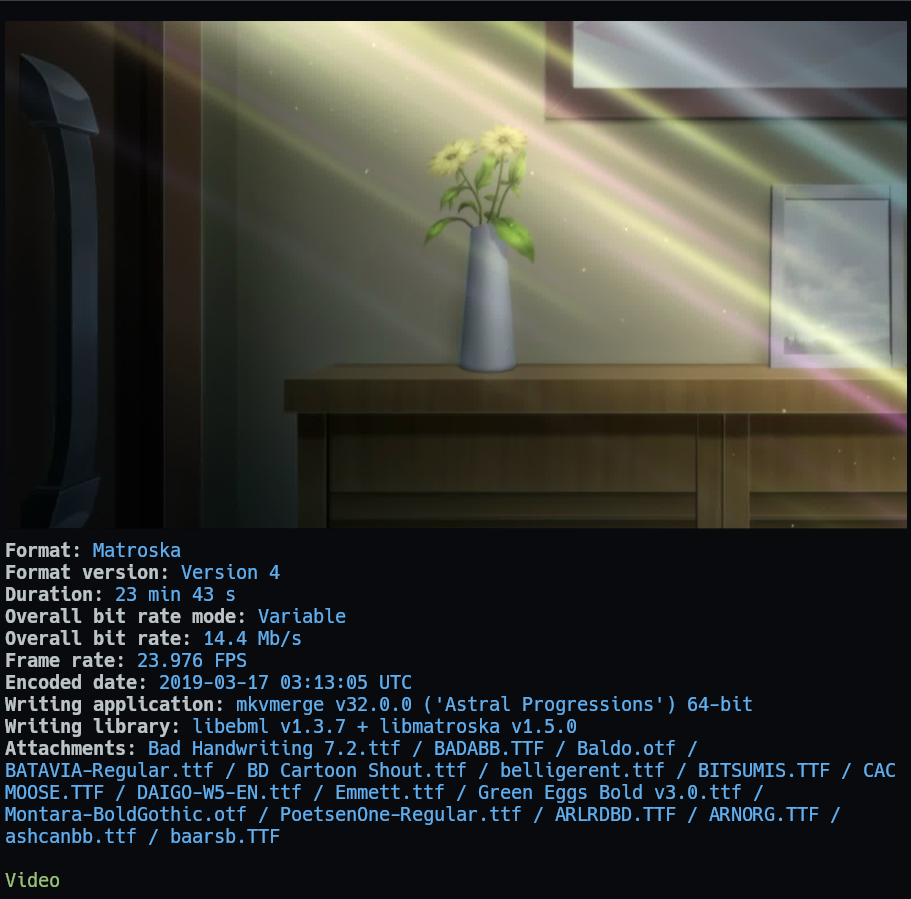 Format: Matroska
Format version: Version 4
Duration: 23 min 43 s
Overall bit rate mode: Variable
Overall bit rate: 14.4 Mb/s
Frame rate: 23.976 FPS
Encoded date: 2019-03-17 03:13:05 UTC
Writing application: mkvmerge v32.0.0 ('Astral Progressions') 64-bit
Writing library: libebml v1.3.7 + libmatroska v1.5.0
Attachments: Bad Handwriting 7.2.ttf / BADABB.TTF / Baldo.otf /
BATAVIA-Regular.ttf / BD Cartoon Shout.ttf / belligerent.ttf / BITSUMIS.TTF / CAC
MOOSE.TTF / DAIGO-W5-EN.ttf / Emmett.ttf / Green Eggs Bold v3.0.ttf /
Montara-BoldGothic.otf / PoetsenOne-Regular.ttf / ARLRDBD.TTF / ARNORG.TTF /
ashcanbb.ttf / baarsb.TTF
Video